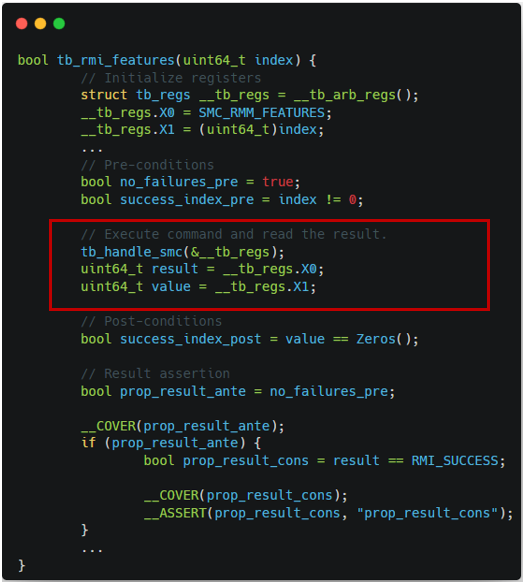 bool tb_rmi_features(uint64_t index) {
        // Initialize registers
        struct tb_regs __tb_regs = __tb_arb_regs();
        __tb_regs.X0 = SMC_RMM_FEATURES;
        __tb_regs.X1 = (uint64_t)index;
        ...
        // Pre-conditions
        bool no_failures_pre = true;
        bool success_index_pre = index != 0;
        // Execute command and read the result.
        tb_handle_smc(&__tb_regs);
        uint64_t result = __tb_regs.X0;
        uint64_t value = __tb_regs.X1;
        // Post-conditions
        bool success_index_post = value == Zeros();
        // Result assertion
        bool prop_result_ante = no_failures_pre;
        __COVER(prop_result_ante);
        if (prop_result_ante) {
                bool prop_result_cons = result == RMI_SUCCESS;
                __COVER(prop_result_cons);
                __ASSERT(prop_result_cons, "prop_result_cons");
        }
        ...
}